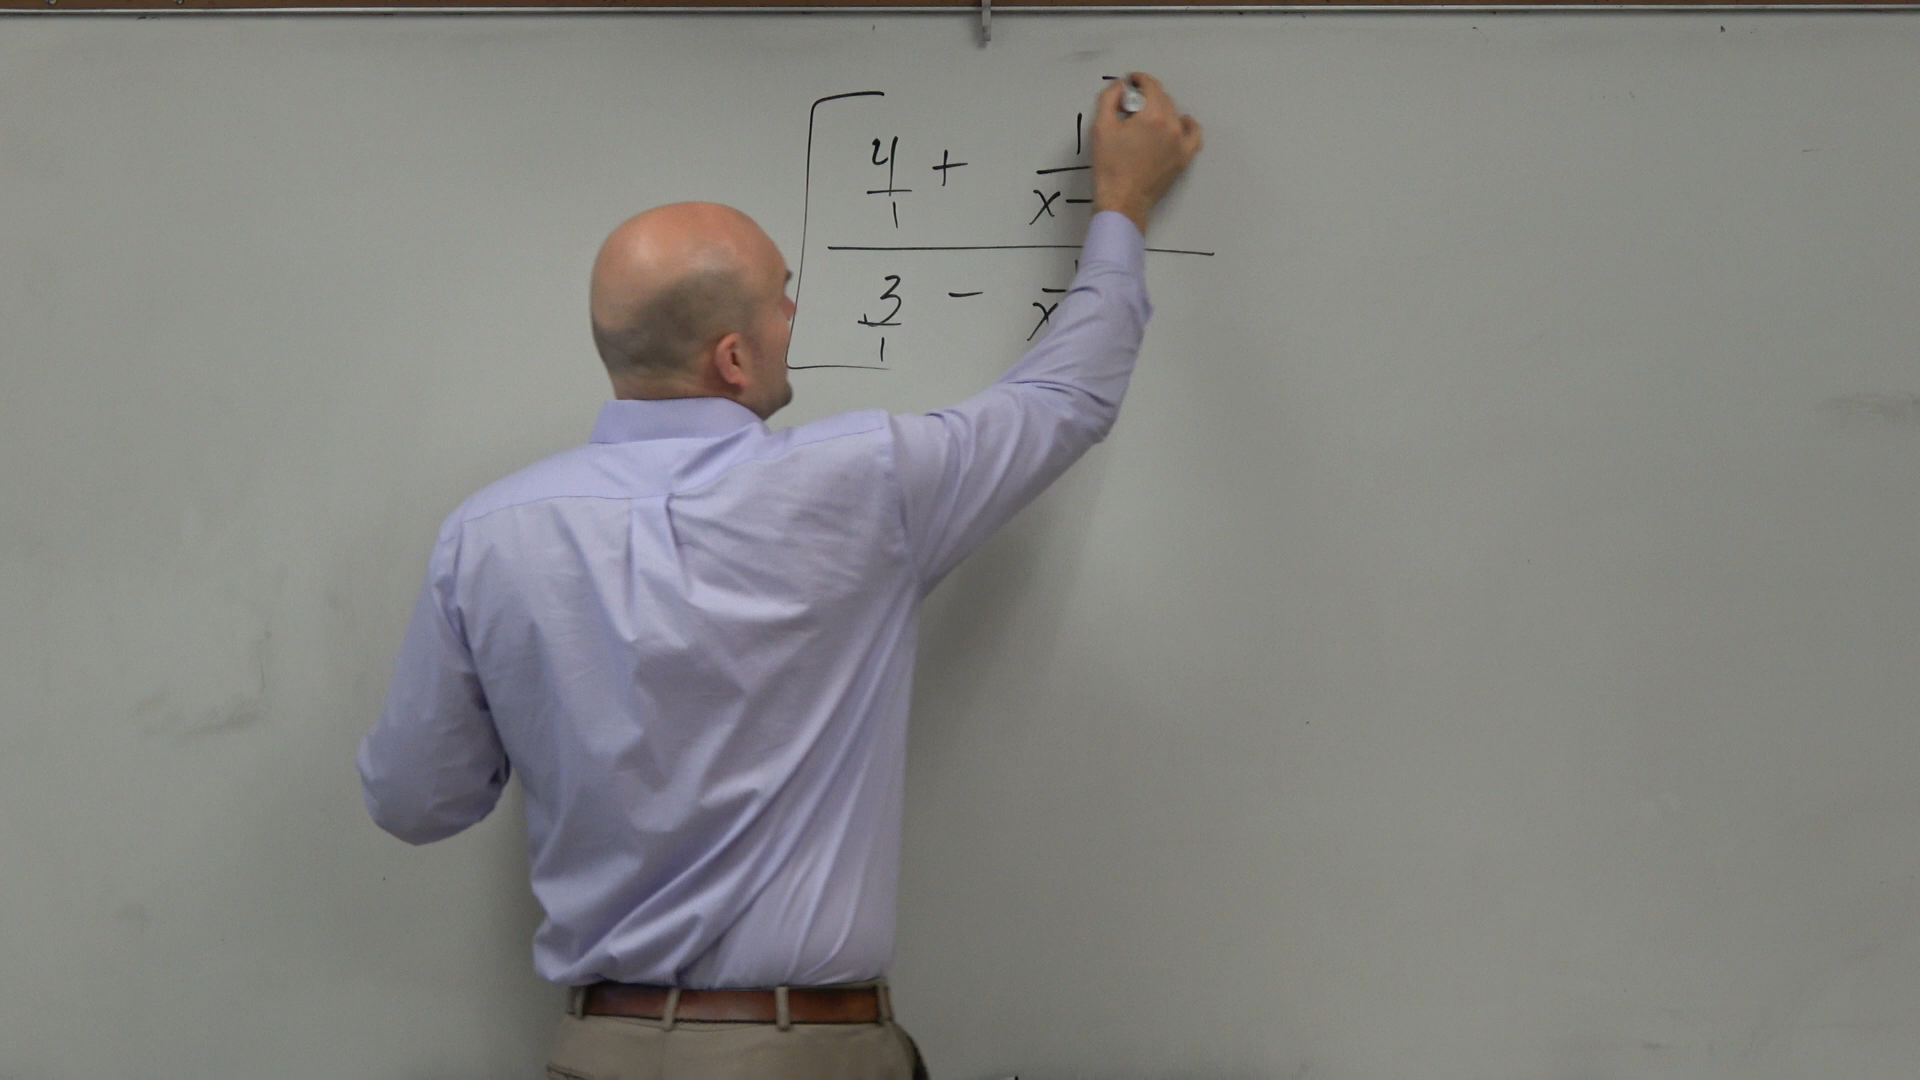 4 + 1
1 x-
3 -
1 x